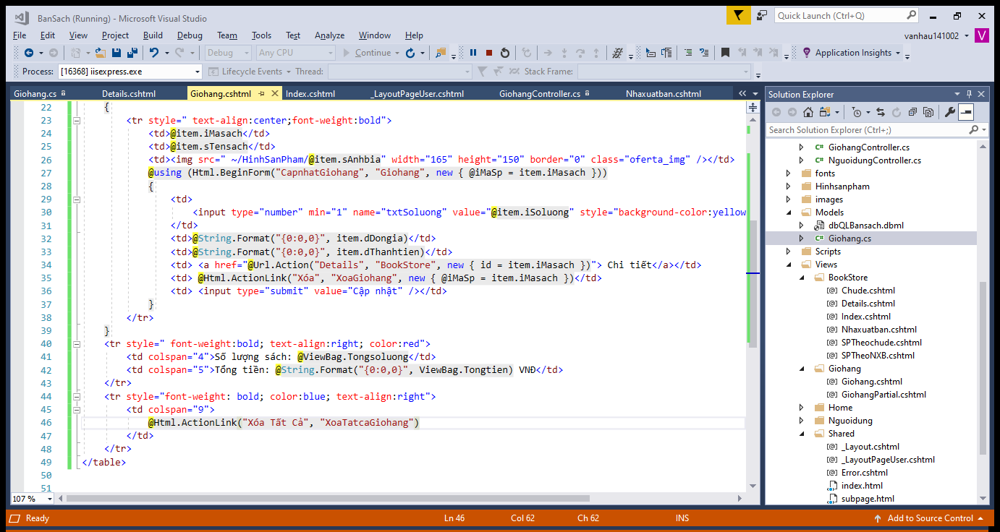 BanSach (Running) - Microsoft Visual Studio
Quick Launch (Ctrl+Q)
File Edit View Project Build Debug Team Tools Test Analyze Window Help
vanhau141002 V
Debug Any CPU Continue Application Insights
Process: [16368] iisexpress.exe Lifecycle Events Thread: Stack Frame:
Giohang.cs Details.cshtml Giohang.cshtml Index.cshtml _LayoutPageUser.cshtml GiohangController.cs Nhaxuatban.cshtml
22 {
23 <tr style=" text-align:center;font-weight:bold">
24 <td>@item.iMasach</td>
25 <td>@item.sTensach</td>
26 <td><img src=" ~/HinhSanPham/@item.sAnhbia" width="165" height="150" border="0" class="oferta_img" /></td>
27 @using (Html.BeginForm("CapnhatGiohang", "Giohang", new { @iMaSp = item.iMasach }))
28 {
29 <td>
30 <input type="number" min="1" name="txtSoluong" value="@item.iSoluong" style="background-color:yellow
31 </td>
32 <td>@String.Format("{0:0,0}", item.dDongia)</td>
33 <td>@String.Format("{0:0,0}", item.dThanhtien)</td>
34 <td> <a href="@Url.Action("Details", "BookStore", new { id = item.iMasach })"> Chi tiết</a></td>
35 <td> @Html.ActionLink("Xóa", "XoaGiohang", new { @iMaSp = item.iMasach })</td>
36 <td> <input type="submit" value="Cập nhật" /></td>
37 }
38 </tr>
39 }
40 <tr style=" font-weight:bold; text-align:right; color:red">
41 <td colspan="4">Số lượng sách: @ViewBag.Tongsoluong</td>
42 <td colspan="5">Tổng tiền: @String.Format("{0:0,0}", ViewBag.Tongtien) VNĐ</td>
43 </tr>
44 <tr style="font-weight: bold; color:blue; text-align:right">
45 <td colspan="9">
46 @Html.ActionLink("Xóa Tất Cả", "XoaTatcaGiohang")
47 </td>
48 </tr>
49 </table>
50
51
107 %
Solution Explorer
Search Solution Explorer (Ctrl+;)
C# GiohangController.cs
C# NguoidungController.cs
fonts
Hinhsanpham
images
Models
dbQLBansach.dbml
C# Giohang.cs
Scripts
Views
BookStore
[@] Chude.cshtml
[@] Details.cshtml
[@] Index.cshtml
[@] Nhaxuatban.cshtml
[@] SPTheochude.cshtml
[@] SPTheoNXB.cshtml
Giohang
[@] Giohang.cshtml
[@] GiohangPartial.cshtml
Home
Nguoidung
Shared
[@] _Layout.cshtml
[@] _LayoutPageUser.cshtml
[@] Error.cshtml
index.html
subpage.html
Ready Ln 46 Col 62 Ch 62 INS Add to Source Control